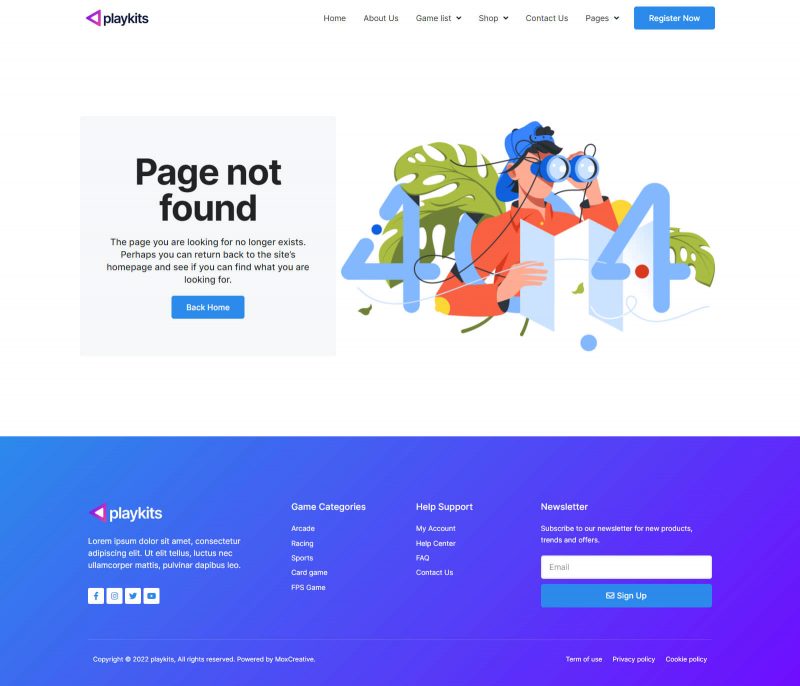 playkits
Home About Us Game list Shop Contact Us Pages Register Now
Page not
found
The page you are looking for no longer exists.
Perhaps you can return back to the site's
homepage and see if you can find what you are
looking for.
Back Home
404
playkits
Lorem ipsum dolor sit amet, consectetur
adipiscing elit. Ut elit tellus, luctus nec
ullamcorper mattis, pulvinar dapibus leo.
Game Categories
Arcade
Racing
Sports
Card game
FPS Game
Help Support
My Account
Help Center
FAQ
Contact Us
Newsletter
Subscribe to our newsletter for new products,
trends and offers.
Email
Sign Up
Copyright © 2022 playkits, All rights reserved. Powered by MoxCreative.
Term of use Privacy policy Cookie policy